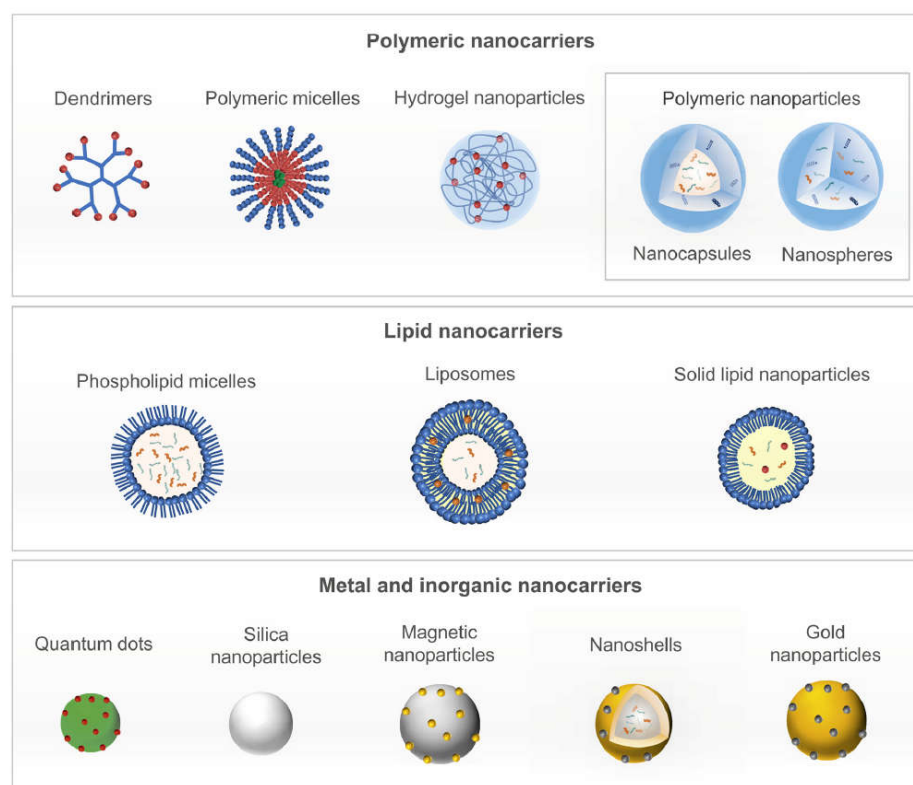 Polymeric nanocarriers
Dendrimers
Polymeric micelles
Hydrogel nanoparticles
Polymeric nanoparticles
Nanocapsules
Nanospheres
Lipid nanocarriers
Phospholipid micelles
Liposomes
Solid lipid nanoparticles
Metal and inorganic nanocarriers
Quantum dots
Silica
nanoparticles
Magnetic
nanoparticles
Nanoshells
Gold
nanoparticles